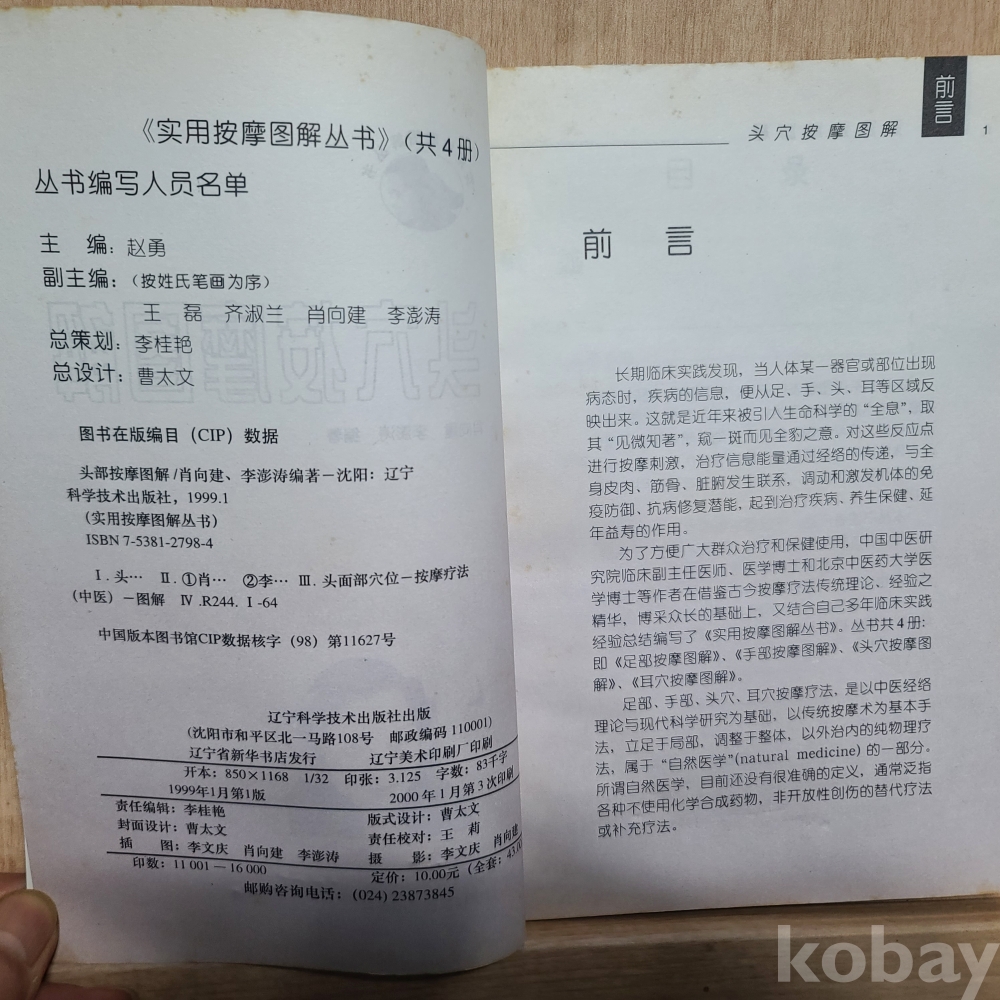 《实用按摩图解丛书》（共4册）
丛书编写人员名单
主 编：赵勇
副主编：（按姓氏笔画为序）
王 磊 齐淑兰 肖向建 李澎涛
总策划：李桂艳
总设计：曹太文
图书在版编目（CIP）数据
头部按摩图解/肖向建、李澎涛编著－沈阳：辽宁
科学技术出版社，1999.1
（实用按摩图解丛书）
ISBN 7-5381-2798-4
Ⅰ.头… Ⅱ.①肖… ②李… Ⅲ.头面部穴位－按摩疗法
（中医）－图解 Ⅳ.R244.1-64
中国版本图书馆CIP数据核字（98）第11627号
辽宁科学技术出版社出版
（沈阳市和平区北一马路108号 邮政编码 110001）
辽宁省新华书店发行 辽宁美术印刷厂印刷
开本：850×1168 1/32 印张：3.125 字数：83千字
1999年1月第1版 2000年1月第3次印刷
责任编辑：李桂艳 版式设计：曹太文
封面设计：曹太文 责任校对：王 莉
插 图：李文庆 肖向建 李澎涛 摄 影：李文庆 肖向建
印数：11 001—16 000 定价：10.00元（全套：43.
邮购咨询电话：（024）23873845
前言
头穴按摩图解 1
前 言
长期临床实践发现，当人体某一器官或部位出现
病态时，疾病的信息，便从足、手、头、耳等区域反
映出来。这就是近年来被引入生命科学的“全息”，取
其“见微知著”，窥一斑而见全豹之意。对这些反应点
进行按摩刺激，治疗信息能量通过经络的传递，与全
身皮肉、筋骨、脏腑发生联系，调动和激发机体的免
疫防御、抗病修复潜能，起到治疗疾病、养生保健、延
年益寿的作用。
为了方便广大群众治疗和保健使用，中国中医研
究院临床副主任医师、医学博士和北京中医药大学医
学博士等作者在借鉴古今按摩疗法传统理论、经验之
精华，博采众长的基础上，又结合自己多年临床实践
经验总结编写了《实用按摩图解丛书》。丛书共4册：
即《足部按摩图解》、《手部按摩图解》、《头穴按摩图
解》、《耳穴按摩图解》。
足部、手部、头穴、耳穴按摩疗法，是以中医经络
理论与现代科学研究为基础，以传统按摩术为基本手
法，立足于局部，调整于整体，以外治内的纯物理疗
法，属于“自然医学”(natural medicine) 的一部分。
所谓自然医学，目前还没有很准确的定义，通常泛指
各种不使用化学合成药物，非开放性创伤的替代疗法
或补充疗法。
kobay